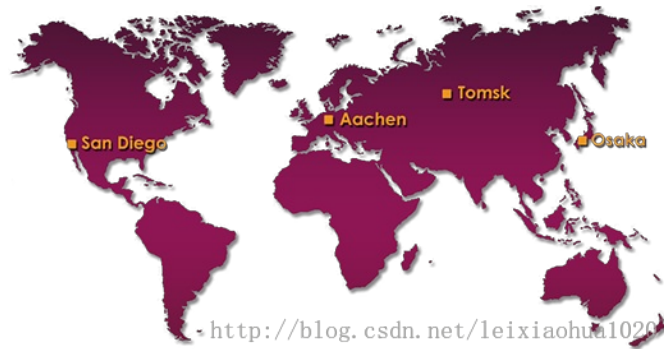 Tomsk
Aachen
San Diego
Osaka
http://blog.csdn.net/leixiaohua1020